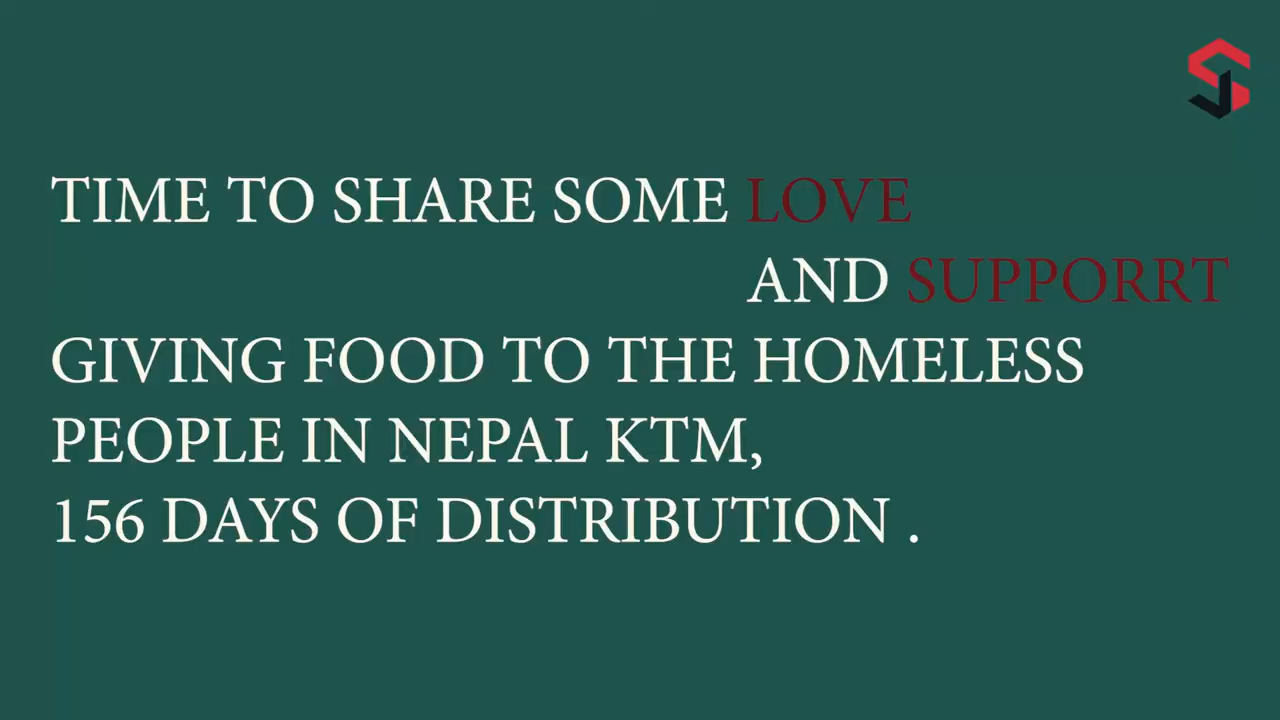 TIME TO SHARE SOME LOVE
AND SUPPORRT
GIVING FOOD TO THE HOMELESS
PEOPLE IN NEPAL KTM,
156 DAYS OF DISTRIBUTION .